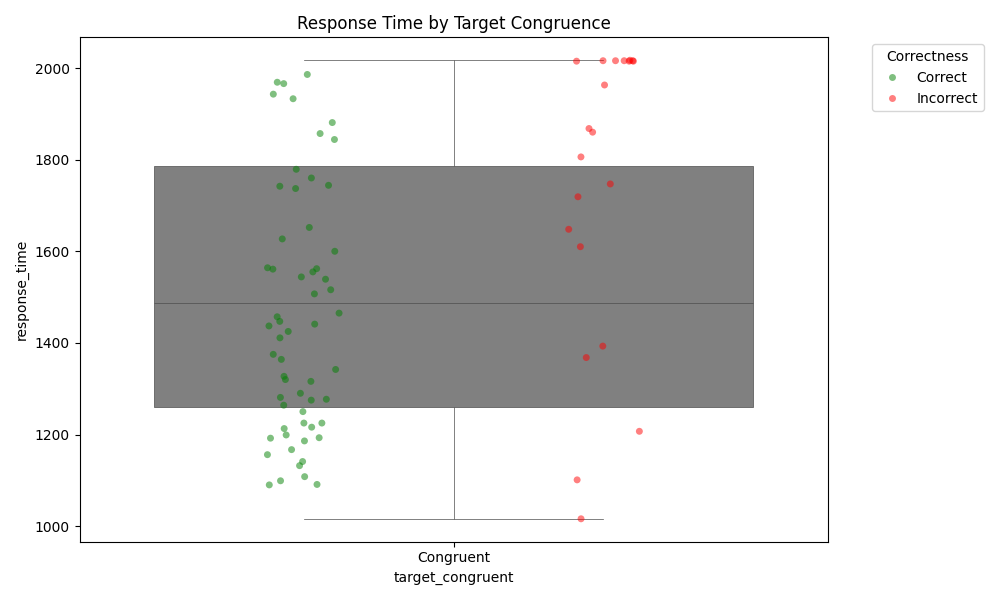 Response Time by Target Congruence
Correctness
Correct
Incorrect
response_time
2000
1800
1600
1400
1200
1000
Congruent
target_congruent